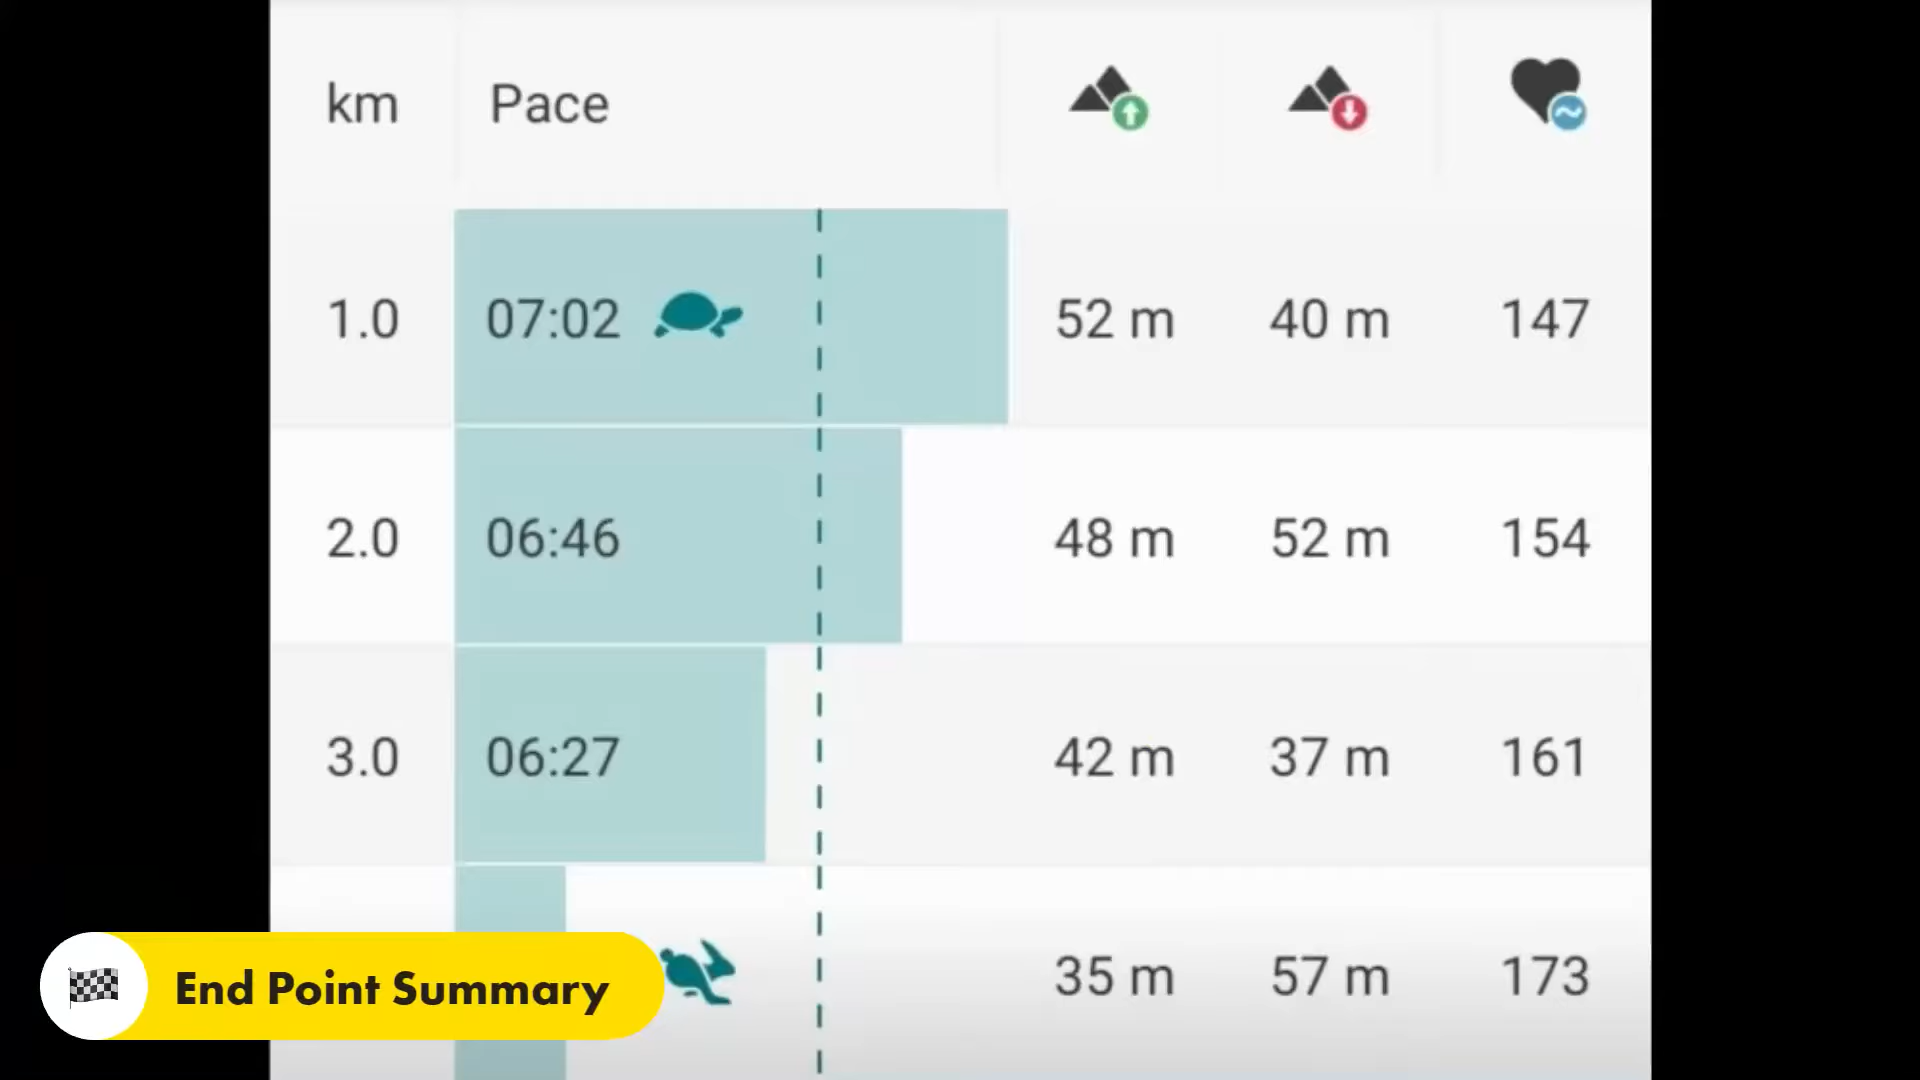 km Pace
1.0 07:02 52 m 40 m 147
2.0 06:46 48 m 52 m 154
3.0 06:27 42 m 37 m 161
35 m 57 m 173
End Point Summary